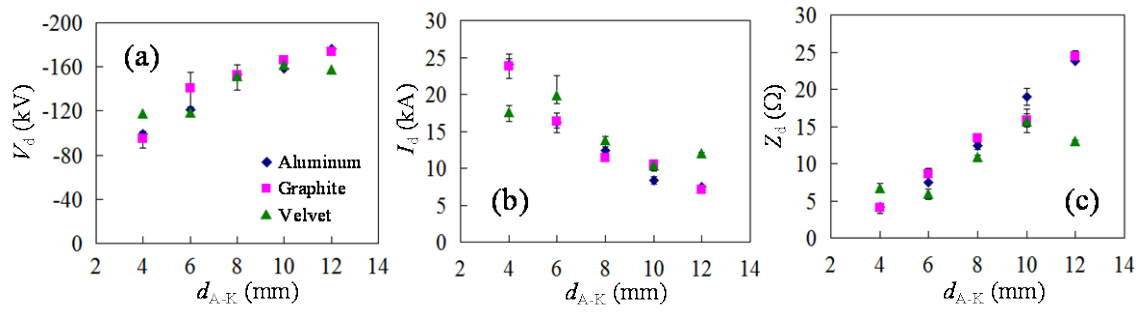 -200
-160
-120
-80
-40
0
V_d (kV)
(a)
Aluminum
Graphite
Velvet
2 4 6 8 10 12 14
d_A-K (mm)
30
25
20
15
10
5
0
I_d (kA)
(b)
2 4 6 8 10 12 14
d_A-K (mm)
30
25
20
15
10
5
0
Z_d (Ω)
(c)
2 4 6 8 10 12 14
d_A-K (mm)